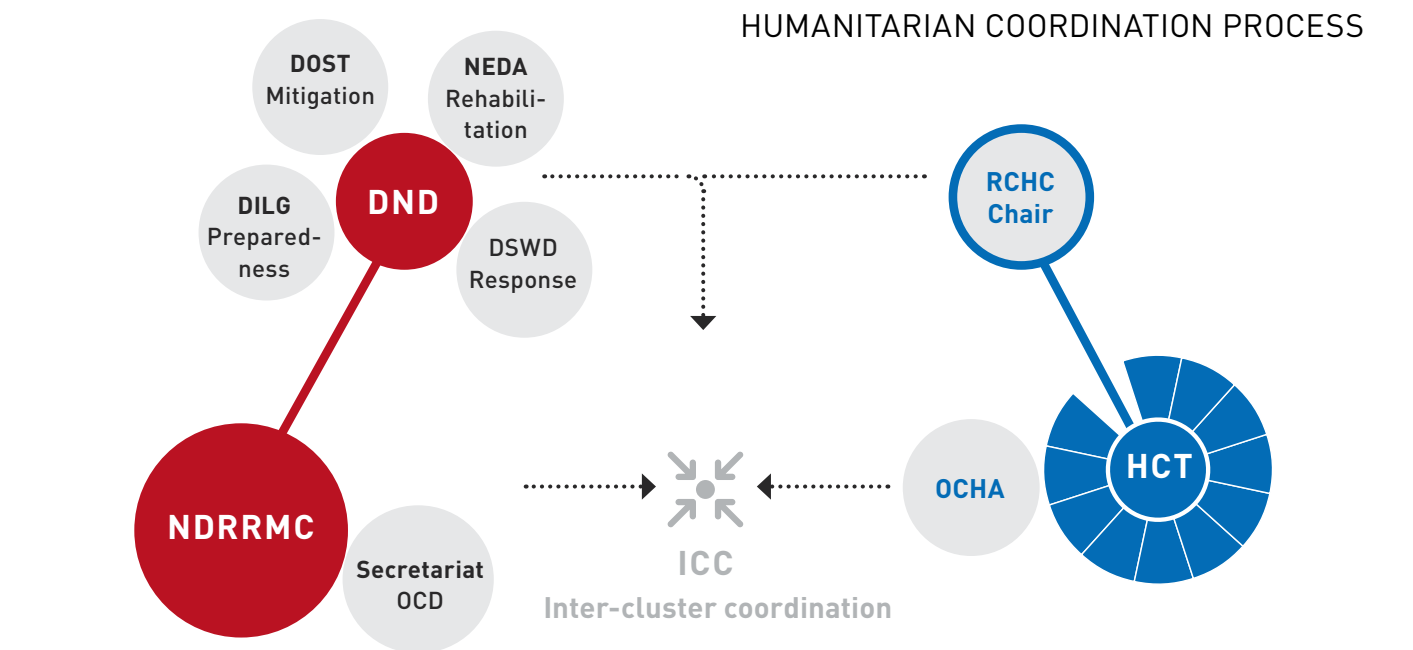 HUMANITARIAN COORDINATION PROCESS
DOST
Mitigation
NEDA
Rehabili-
tation
DND
DILG
Prepared-
ness
DSWD
Response
RCHC
Chair
NDRRMC
Secretariat
OCD
ICC
Inter-cluster coordination
OCHA
HCT